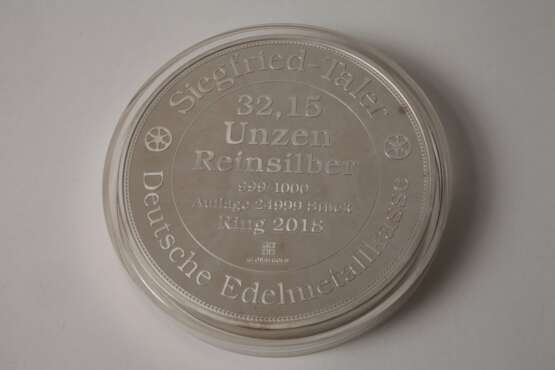 Siegfried-Taler
32,15
Unzen
Reinsilber
999/1000
Auflage 24999 Stück
Ring 2018
Deutsche Edelmetallkasse